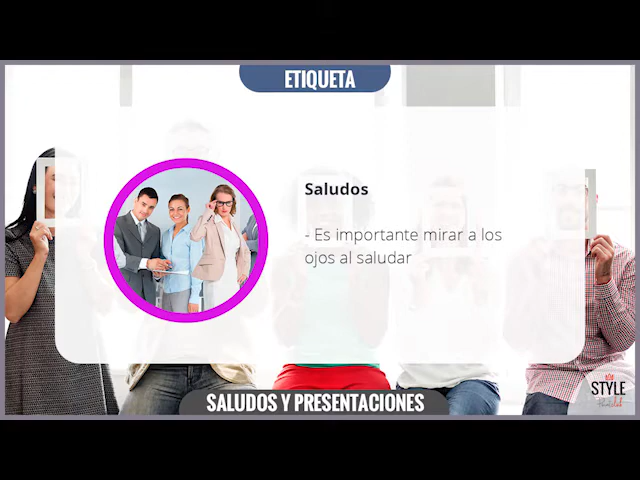 ETIQUETA
Saludos
- Es importante mirar a los
ojos al saludar
SALUDOS Y PRESENTACIONES
STYLE